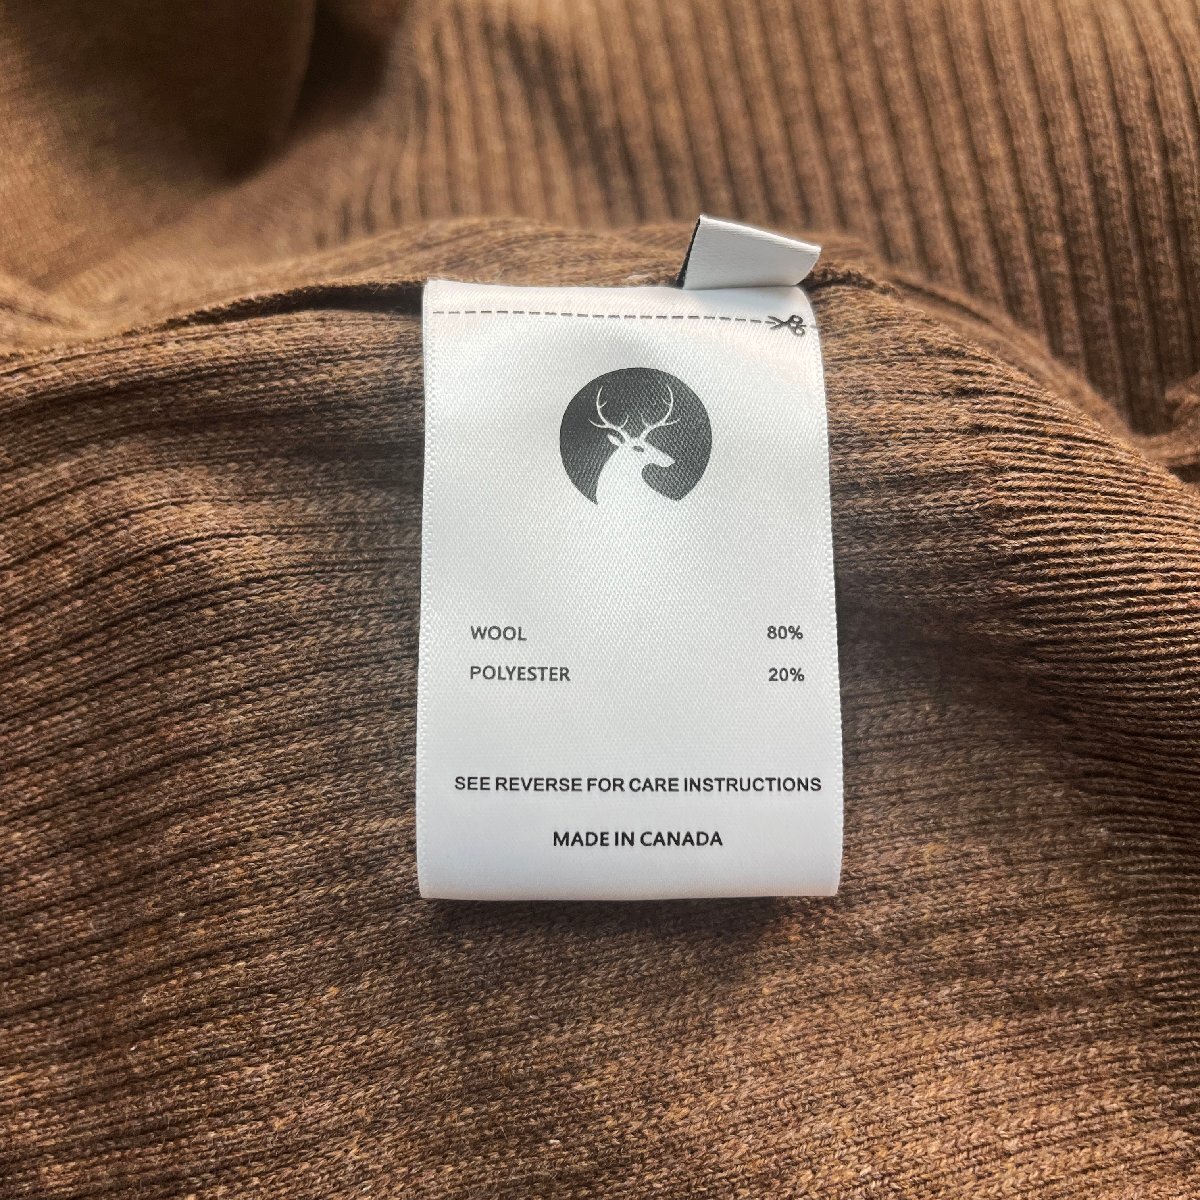 WOOL 80%
POLYESTER 20%
SEE REVERSE FOR CARE INSTRUCTIONS
MADE IN CANADA